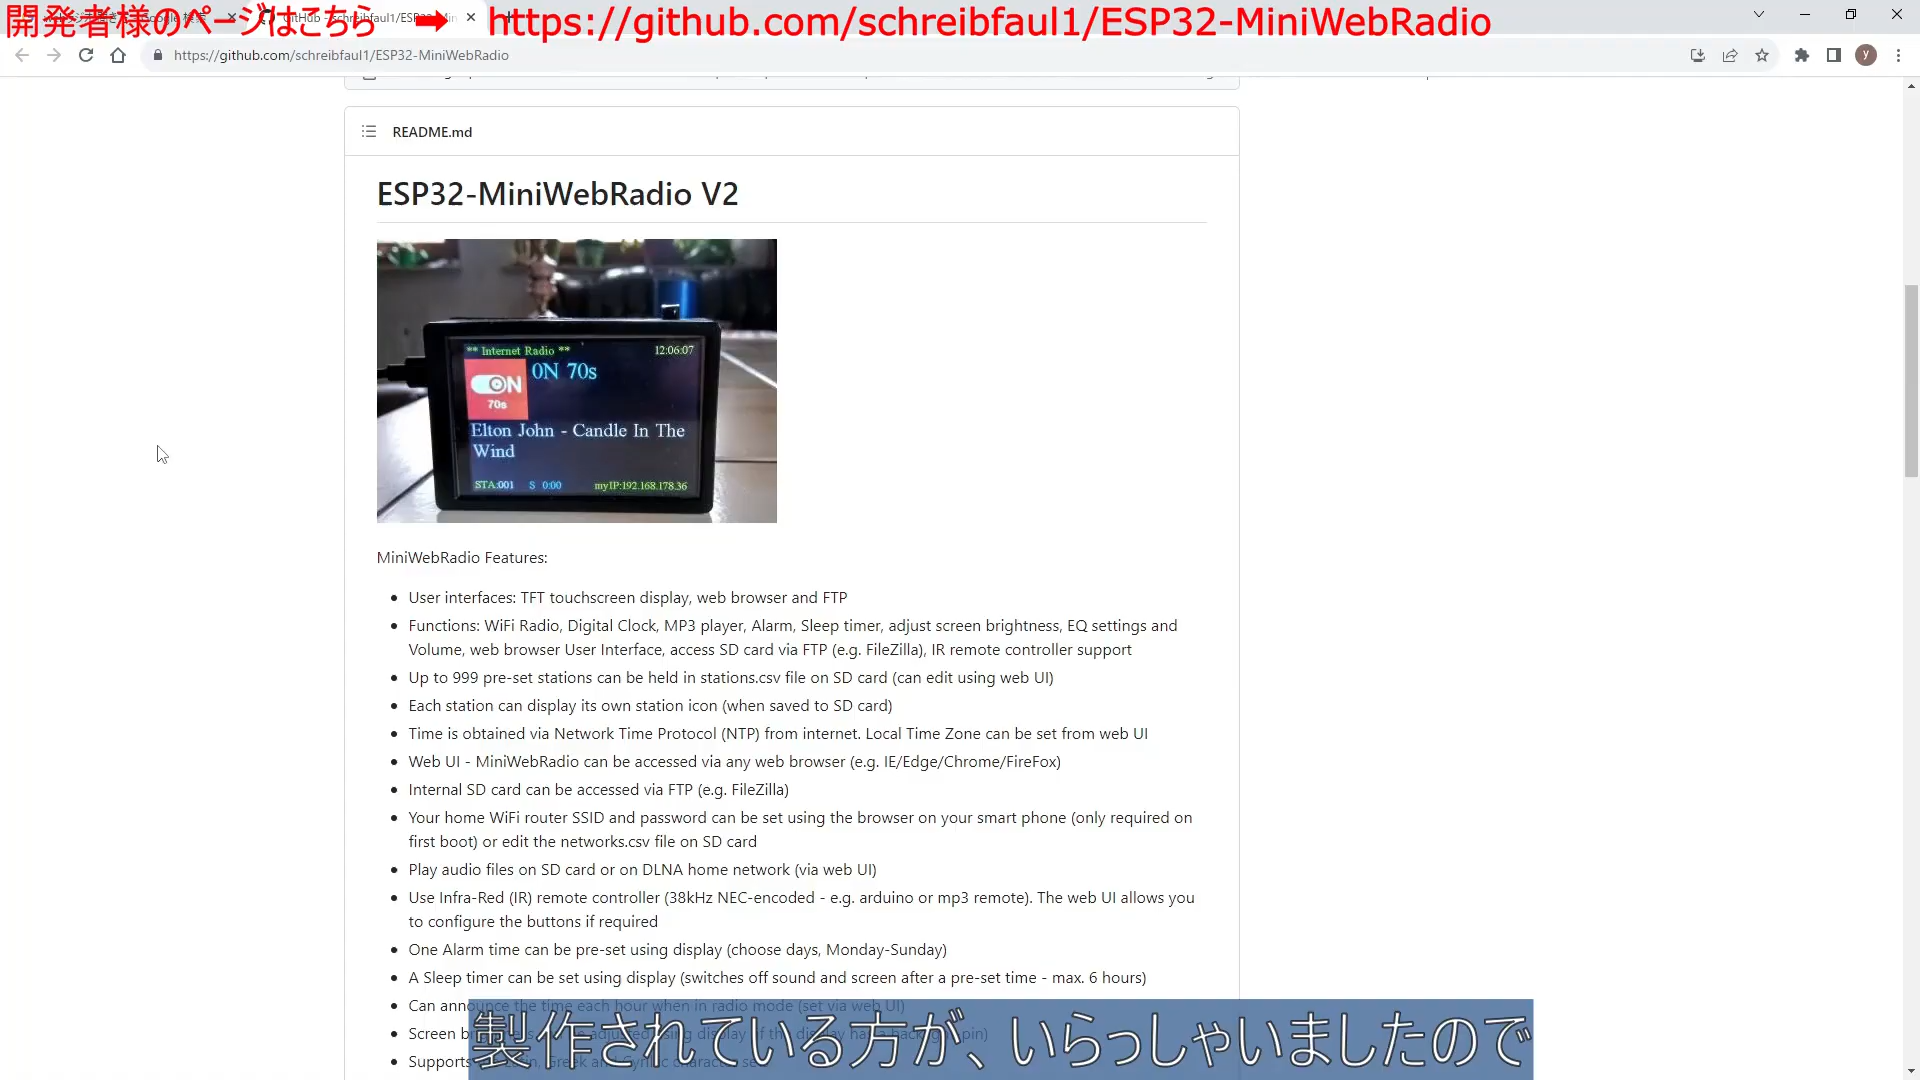 開発者様のページはこちら ➡ https://github.com/schreibfaul1/ESP32-MiniWebRadio
https://github.com/schreibfaul1/ESP32-MiniWebRadio
y
README.md
ESP32-MiniWebRadio V2
** Internet Radio ** 12:06:07
ON
70s
0N 70s
Elton John - Candle In The
Wind
STA:001 S 0:00 myIP:192.168.178.36
MiniWebRadio Features:
User interfaces: TFT touchscreen display, web browser and FTP
Functions: WiFi Radio, Digital Clock, MP3 player, Alarm, Sleep timer, adjust screen brightness, EQ settings and
Volume, web browser User Interface, access SD card via FTP (e.g. FileZilla), IR remote controller support
Up to 999 pre-set stations can be held in stations.csv file on SD card (can edit using web UI)
Each station can display its own station icon (when saved to SD card)
Time is obtained via Network Time Protocol (NTP) from internet. Local Time Zone can be set from web UI
Web UI - MiniWebRadio can be accessed via any web browser (e.g. IE/Edge/Chrome/FireFox)
Internal SD card can be accessed via FTP (e.g. FileZilla)
Your home WiFi router SSID and password can be set using the browser on your smart phone (only required on
first boot) or edit the networks.csv file on SD card
Play audio files on SD card or on DLNA home network (via web UI)
Use Infra-Red (IR) remote controller (38kHz NEC-encoded - e.g. arduino or mp3 remote). The web UI allows you
to configure the buttons if required
One Alarm time can be pre-set using display (choose days, Monday-Sunday)
A Sleep timer can be set using display (switches off sound and screen after a pre-set time - max. 6 hours)
Can announce the time each hour when in radio mode (set via web UI)
Screen
Supports
製作されている方が、いらっしゃいましたので